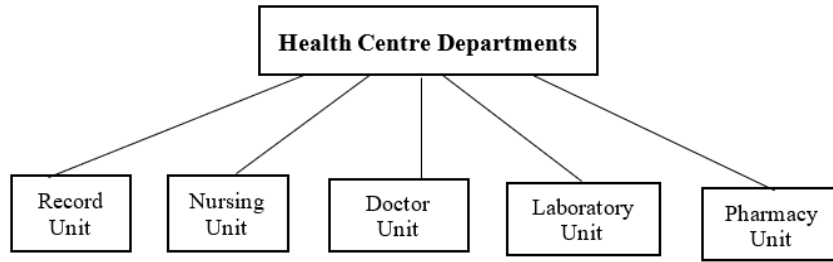 Health Centre Departments
Record
Unit
Nursing
Unit
Doctor
Unit
Laboratory
Unit
Pharmacy
Unit